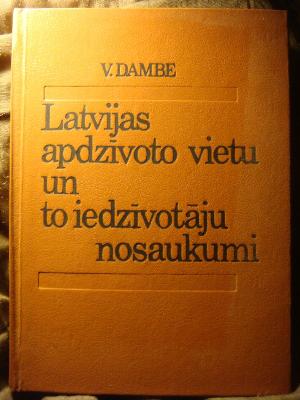 V. DAMBE
Latvijas
apdzīvoto vietu
un
to iedzīvotāju
nosaukumi